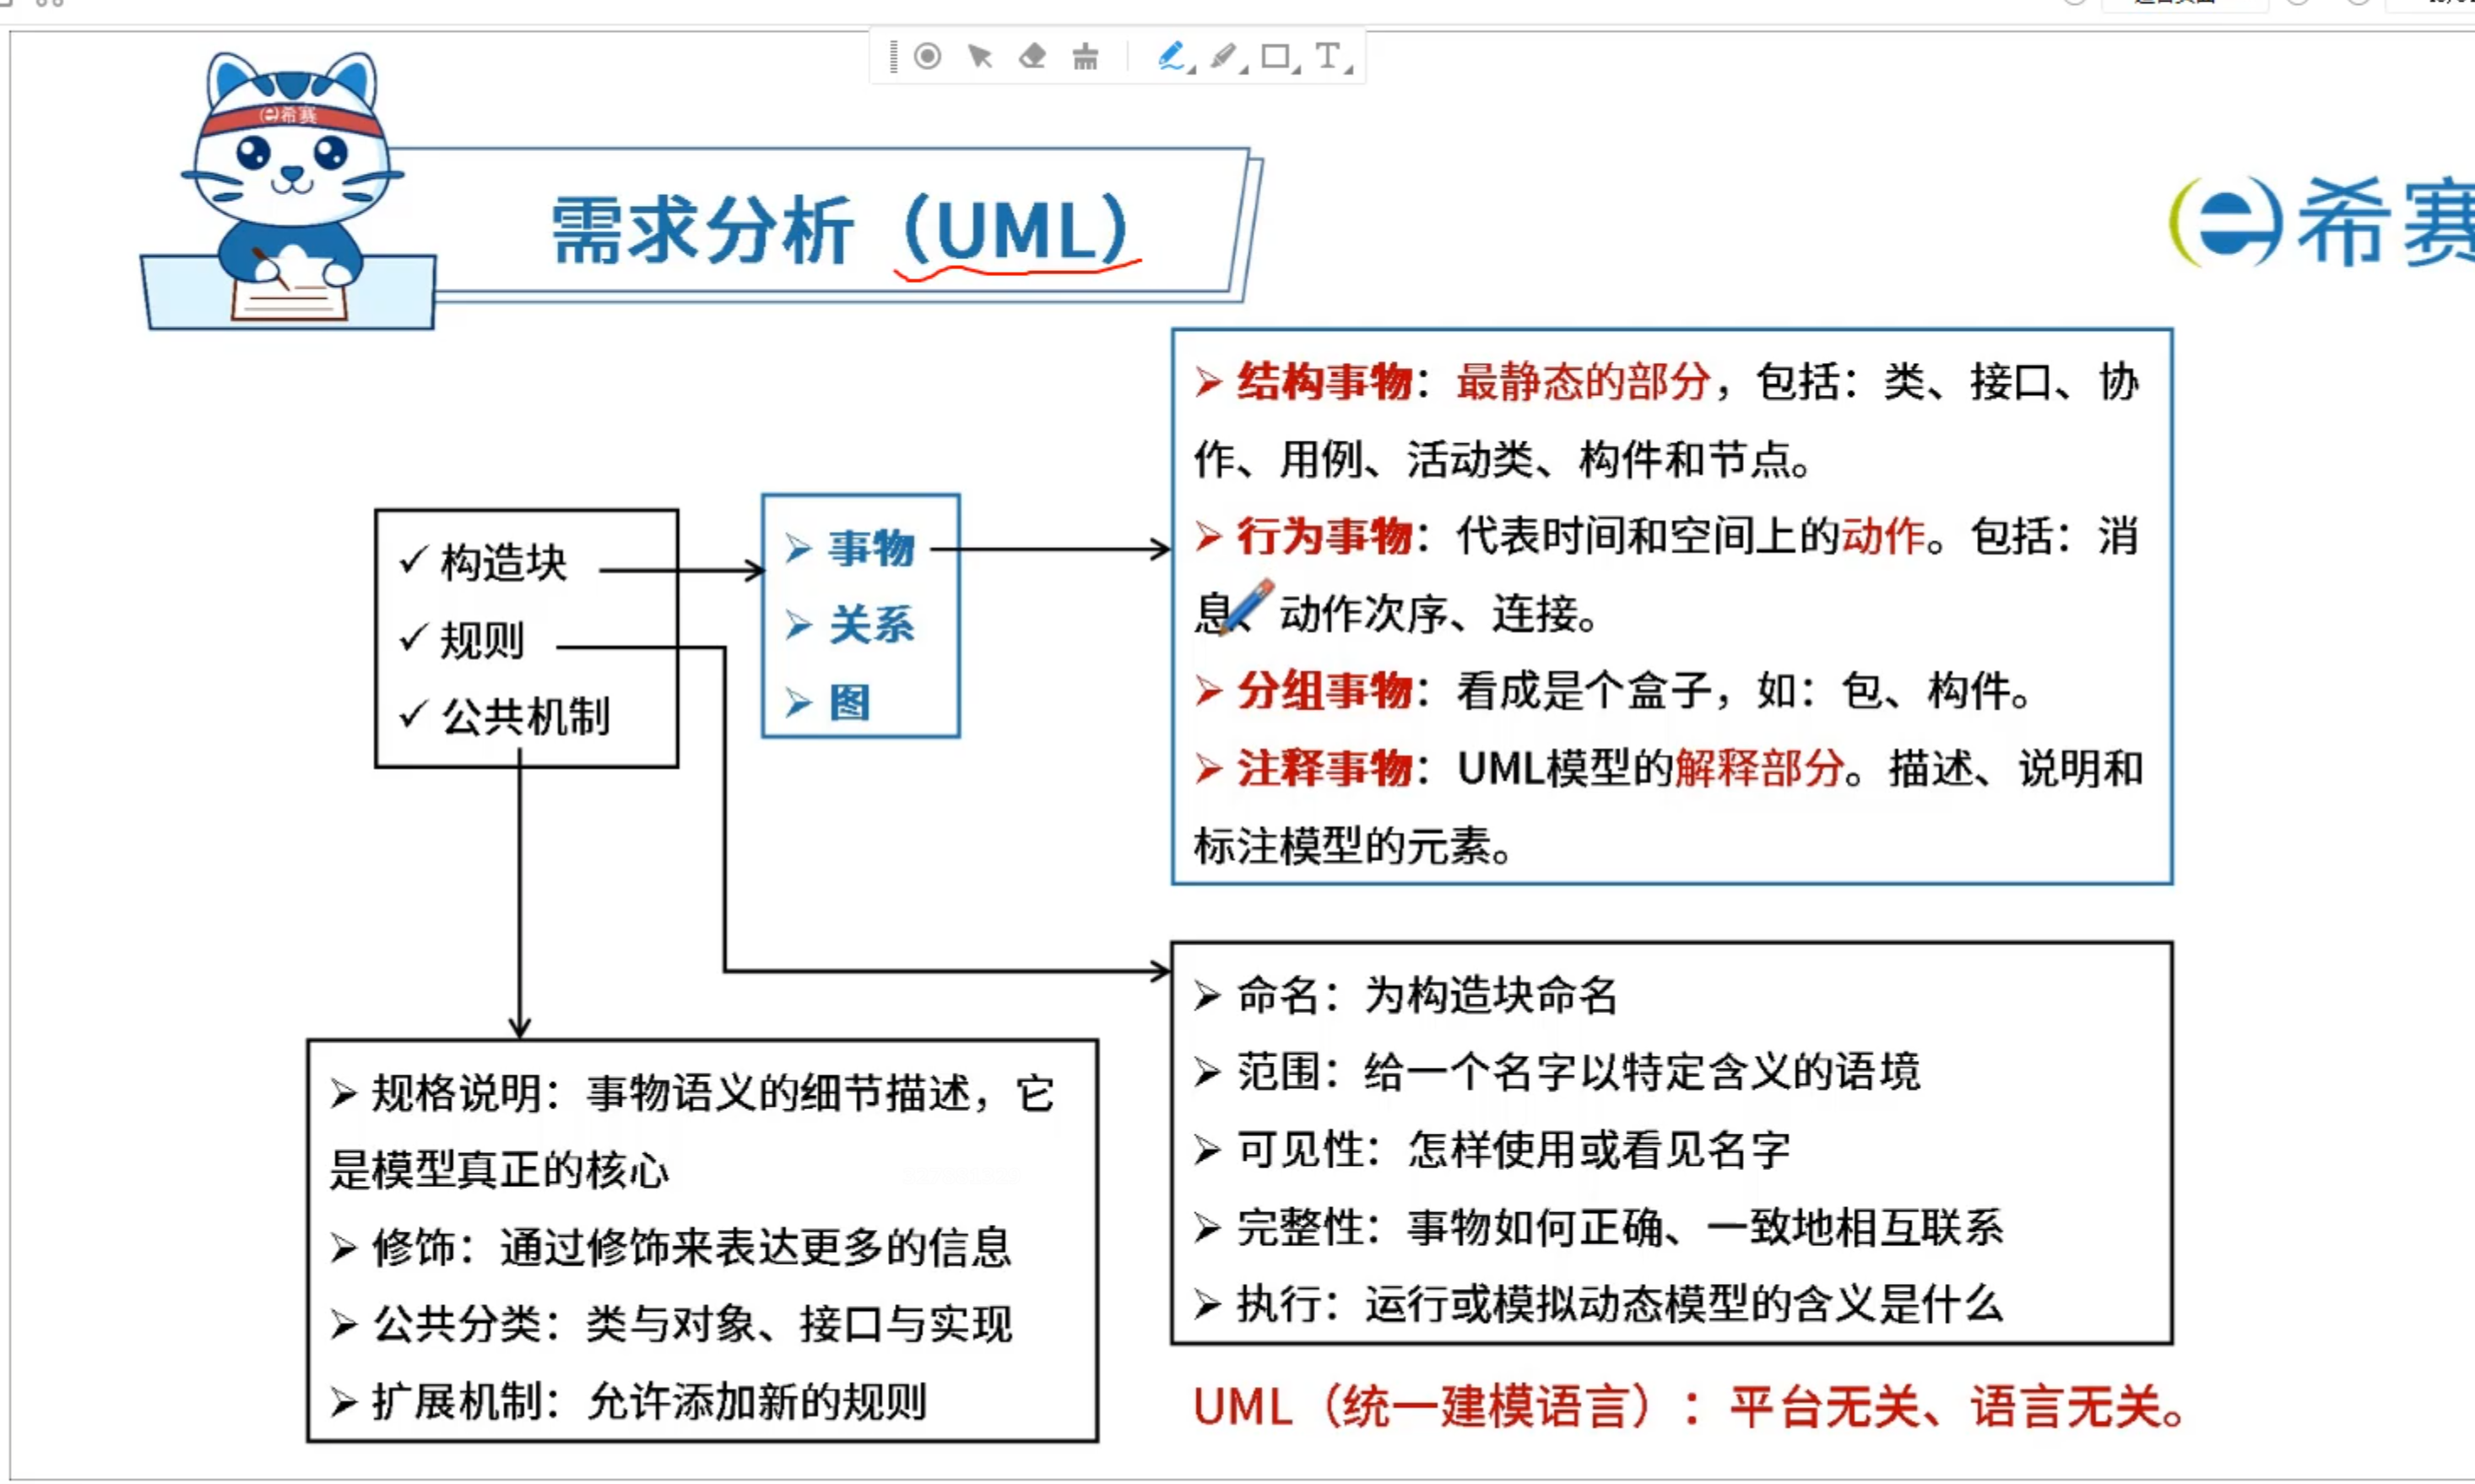 希赛
需求分析（UML）
希赛
➢ 结构事物：最静态的部分，包括：类、接口、协
作、用例、活动类、构件和节点。
➢ 行为事物：代表时间和空间上的动作。包括：消
息、动作次序、连接。
➢ 分组事物：看成是个盒子，如：包、构件。
➢ 注释事物：UML模型的解释部分。描述、说明和
标注模型的元素。
✓ 构造块
✓ 规则
✓ 公共机制
➢ 事物
➢ 关系
➢ 图
➢ 命名：为构造块命名
➢ 范围：给一个名字以特定含义的语境
➢ 可见性：怎样使用或看见名字
➢ 完整性：事物如何正确、一致地相互联系
➢ 执行：运行或模拟动态模型的含义是什么
➢ 规格说明：事物语义的细节描述，它
是模型真正的核心
➢ 修饰：通过修饰来表达更多的信息
➢ 公共分类：类与对象、接口与实现
➢ 扩展机制：允许添加新的规则
UML（统一建模语言）：平台无关、语言无关。